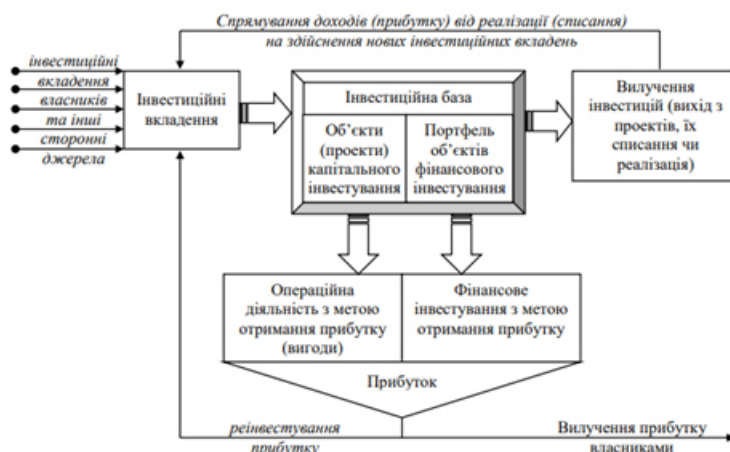 Спрямування доходів (прибутку) від реалізації (списання)
на здійснення нових інвестиційних вкладень
інвестиційні
вкладення
власників
та інші
сторонні
джерела
Інвестиційні
вкладення
Інвестиційна база
Об’єкти
(проекти)
капітального
інвестування
Портфель
об’єктів
фінансового
інвестування
Вилучення
інвестицій (вихід з
проектів, їх
списання чи
реалізація)
Операційна
діяльність з метою
отримання прибутку
(вигоди)
Фінансове
інвестування з метою
отримання прибутку
Прибуток
реінвестування
прибутку
Вилучення прибутку
власниками